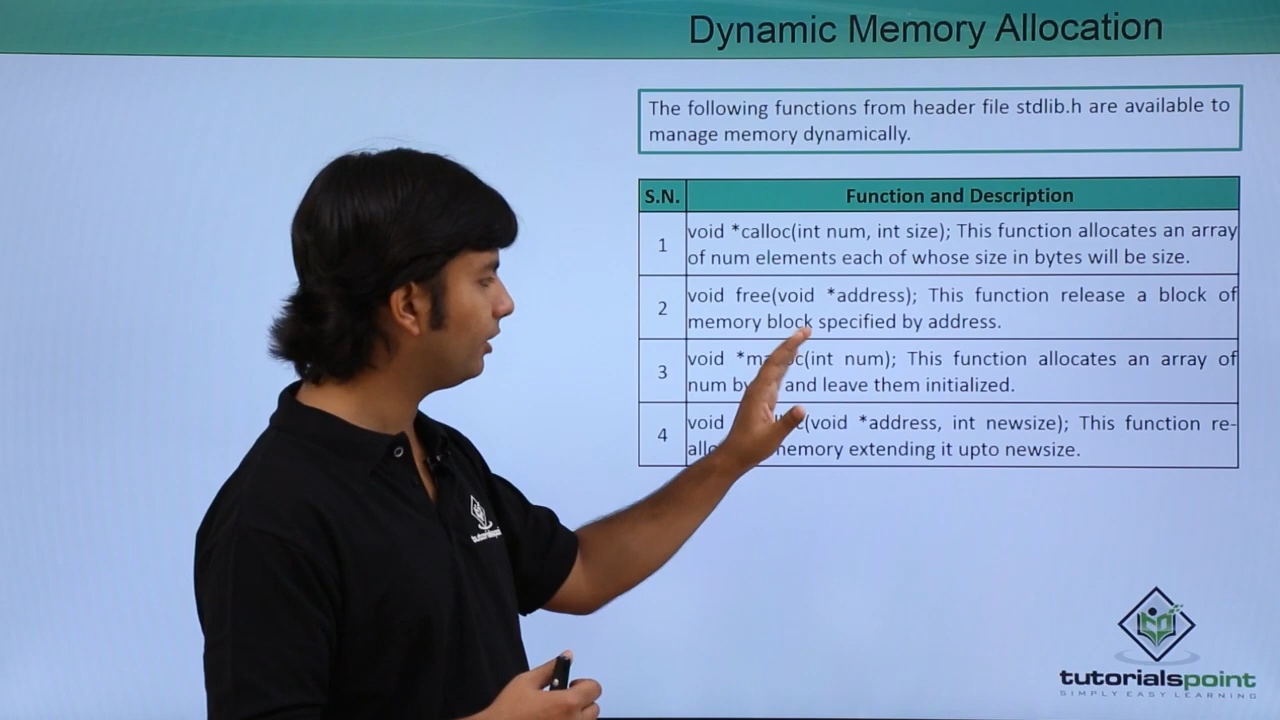 Dynamic Memory Allocation
The following functions from header file stdlib.h are available to
manage memory dynamically.
S.N. Function and Description
1 void *calloc(int num, int size); This function allocates an array
of num elements each of whose size in bytes will be size.
2 void free(void *address); This function release a block of
memory block specified by address.
3 void (int num); This function allocates an array of
num and leave them initialized.
4 void (void *address, int newsize); This function re-
memory extending it upto newsize.
tutorialspoint
tutorialspoint
SIMPLY EASY LEARNING